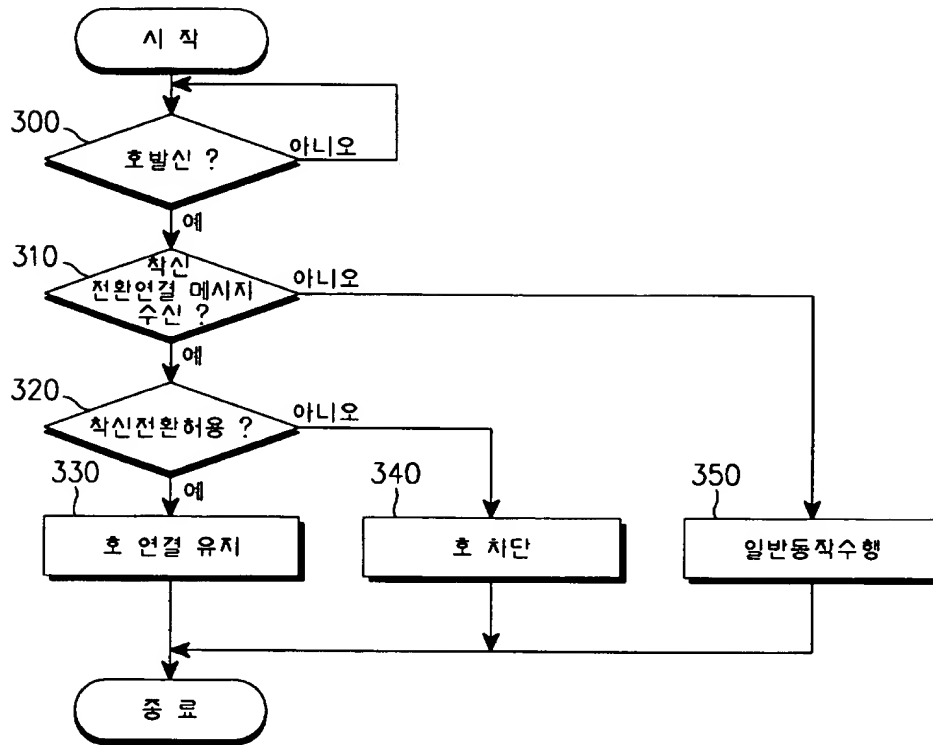 시 작
300
호발신 ?
아니오
예
310
착신
전환연결 메시지
수신 ?
아니오
예
320
착신전환허용 ?
아니오
예
330
호 연결 유지
340
호 차단
350
일반동작수행
종 료